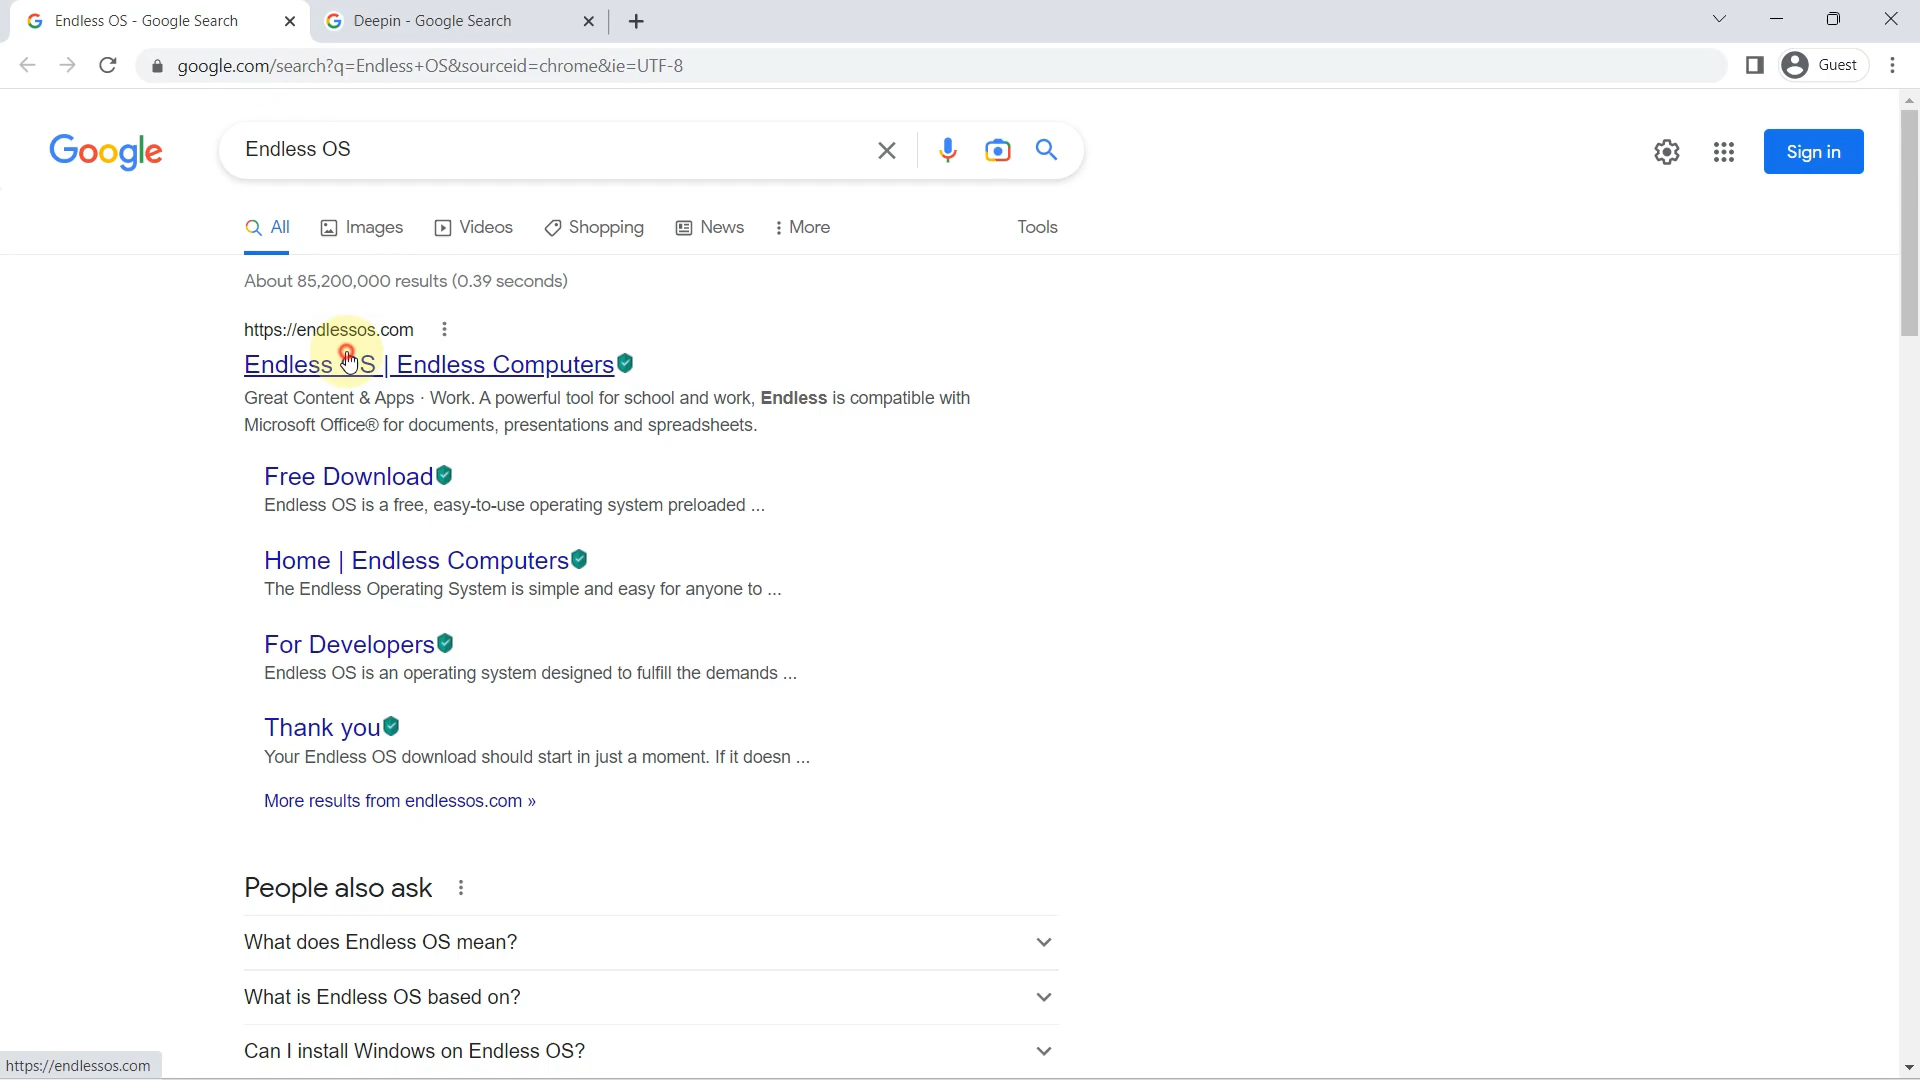 Endless OS - Google Search
Deepin - Google Search
google.com/search?q=Endless+OS&sourceid=chrome&ie=UTF-8
Guest
Google
Endless OS
Sign in
All
Images
Videos
Shopping
News
More
Tools
About 85,200,000 results (0.39 seconds)
https://endlessos.com
Endless OS | Endless Computers
Great Content & Apps · Work. A powerful tool for school and work, Endless is compatible with
Microsoft Office® for documents, presentations and spreadsheets.
Free Download
Endless OS is a free, easy-to-use operating system preloaded ...
Home | Endless Computers
The Endless Operating System is simple and easy for anyone to ...
For Developers
Endless OS is an operating system designed to fulfill the demands ...
Thank you
Your Endless OS download should start in just a moment. If it doesn ...
More results from endlessos.com »
People also ask
What does Endless OS mean?
What is Endless OS based on?
Can I install Windows on Endless OS?
https://endlessos.com